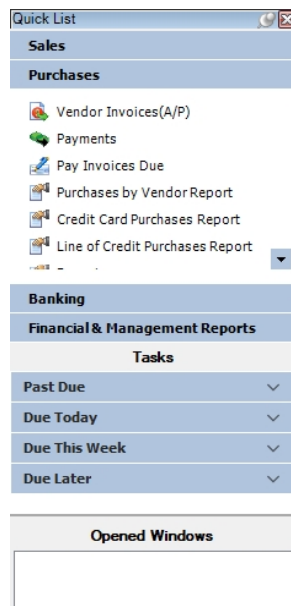 Quick List
Sales
Purchases
Vendor Invoices(A/P)
Payments
Pay Invoices Due
Purchases by Vendor Report
Credit Card Purchases Report
Line of Credit Purchases Report
Banking
Financial & Management Reports
Tasks
Past Due
Due Today
Due This Week
Due Later
Opened Windows